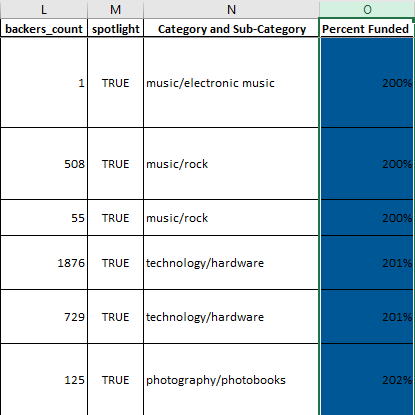 L M N O
backers_count spotlight Category and Sub-Category Percent Funded
1 TRUE music/electronic music 200%
508 TRUE music/rock 200%
55 TRUE music/rock 200%
1876 TRUE technology/hardware 201%
729 TRUE technology/hardware 201%
125 TRUE photography/photobooks 202%